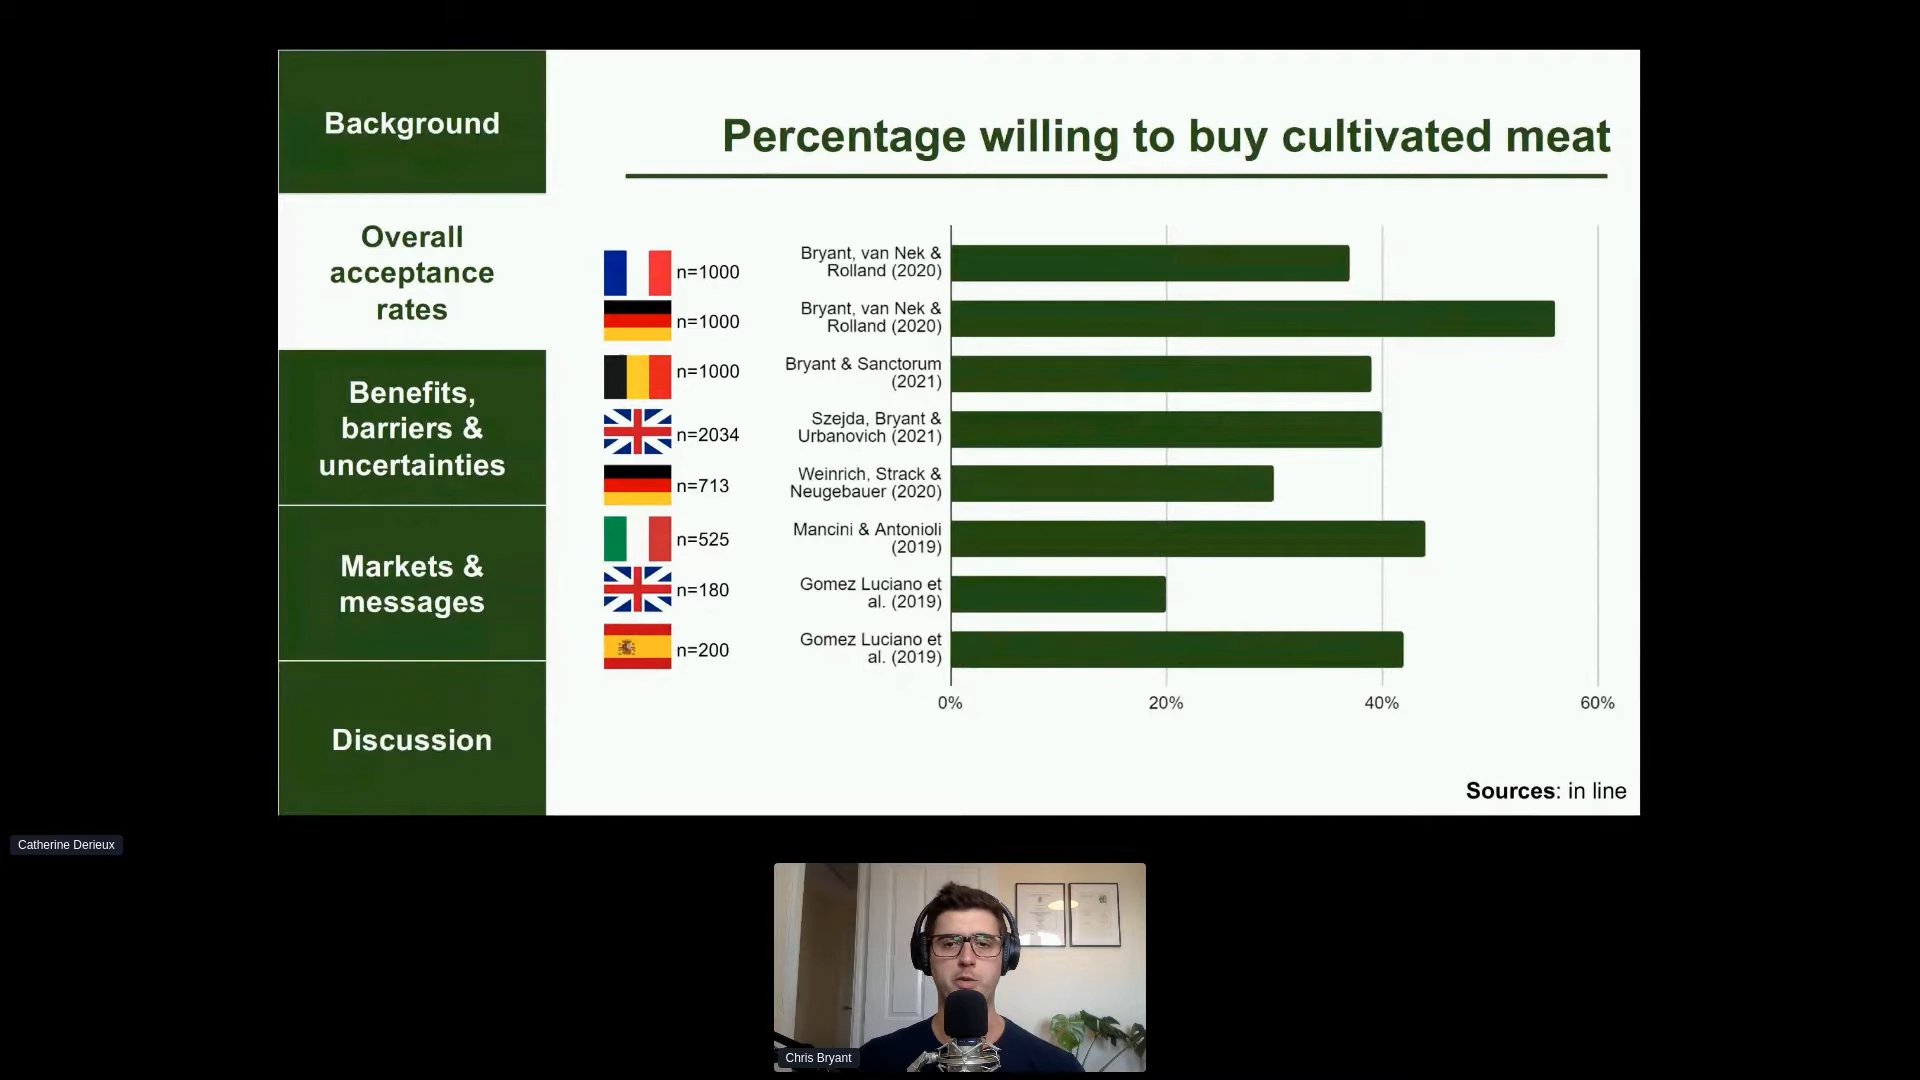 Background
Overall
acceptance
rates
Benefits,
barriers &
uncertainties
Markets &
messages
Discussion
Percentage willing to buy cultivated meat
n=1000
Bryant, van Nek &
Rolland (2020)
n=1000
Bryant, van Nek &
Rolland (2020)
n=1000
Bryant & Sanctorum
(2021)
n=2034
Szejda, Bryant &
Urbanovich (2021)
n=713
Weinrich, Strack &
Neugebauer (2020)
n=525
Mancini & Antonioli
(2019)
n=180
Gomez Luciano et
al. (2019)
n=200
Gomez Luciano et
al. (2019)
0% 20% 40% 60%
Sources: in line
Catherine Derieux
Chris Bryant